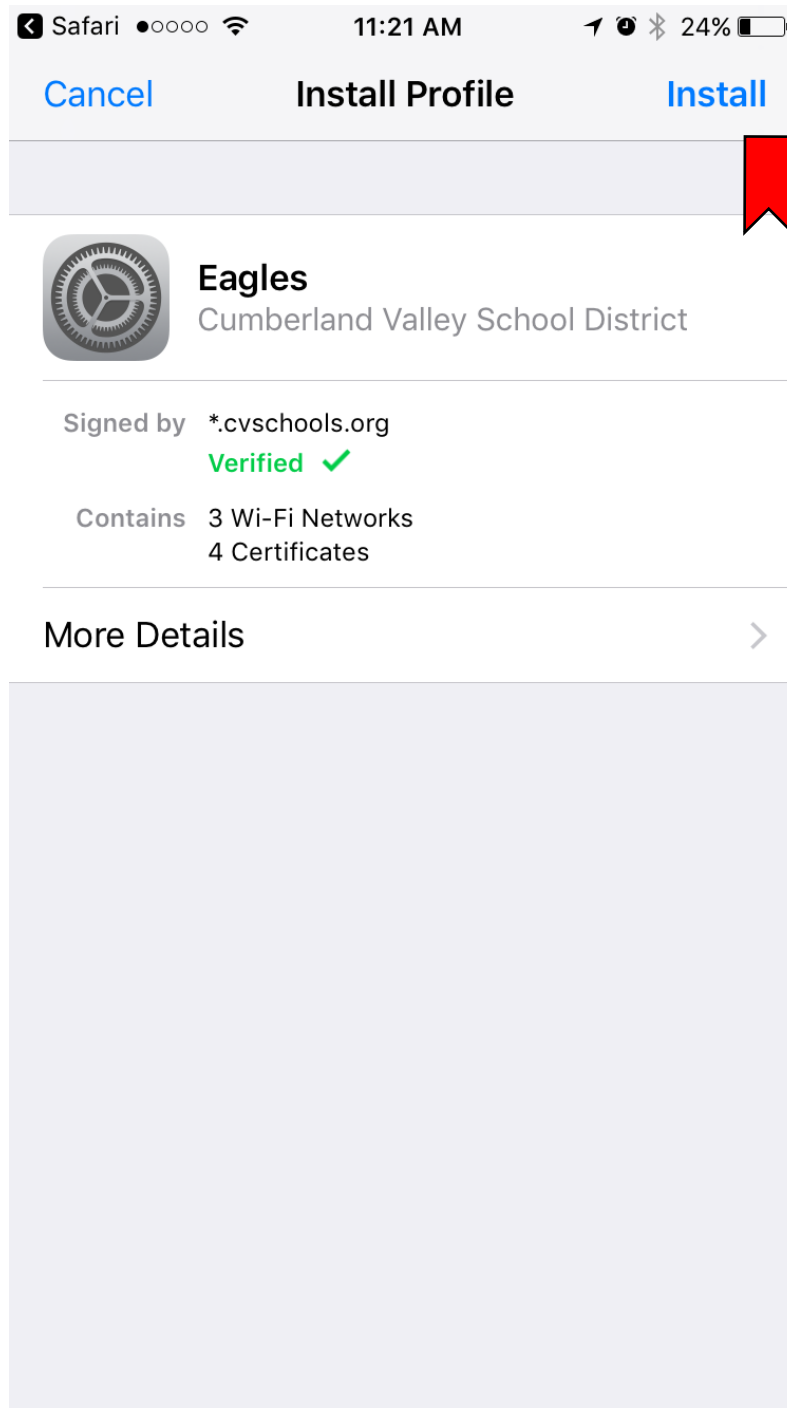 Safari 11:21 AM 24%
Cancel Install Profile Install
Eagles
Cumberland Valley School District
Signed by *.cvschools.org
Verified ✓
Contains 3 Wi-Fi Networks
4 Certificates
More Details